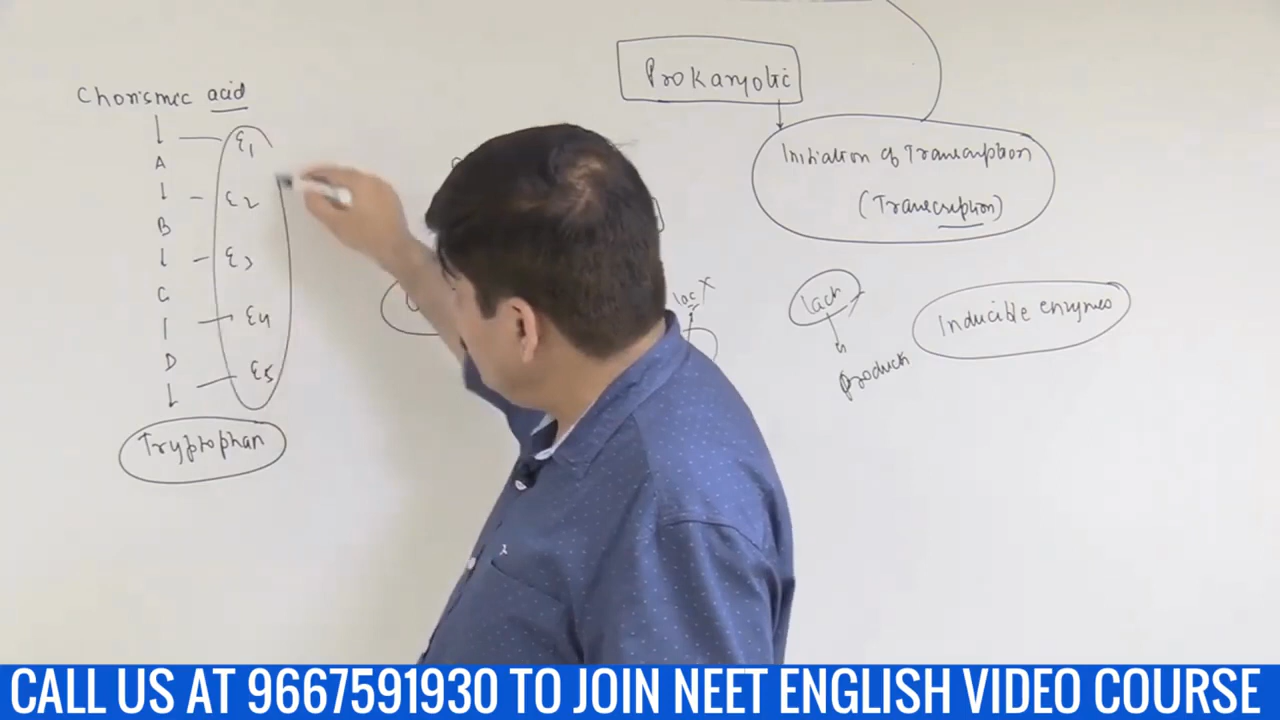 Chorismic acid
A
B
C
D
Tryptophan
E1
E2
E3
E4
E5
Prokaryotic
Initiation of Transcription
(Transcription)
lac X
lach
Product
Inducible enzymes
CALL US AT 9667591930 TO JOIN NEET ENGLISH VIDEO COURSE